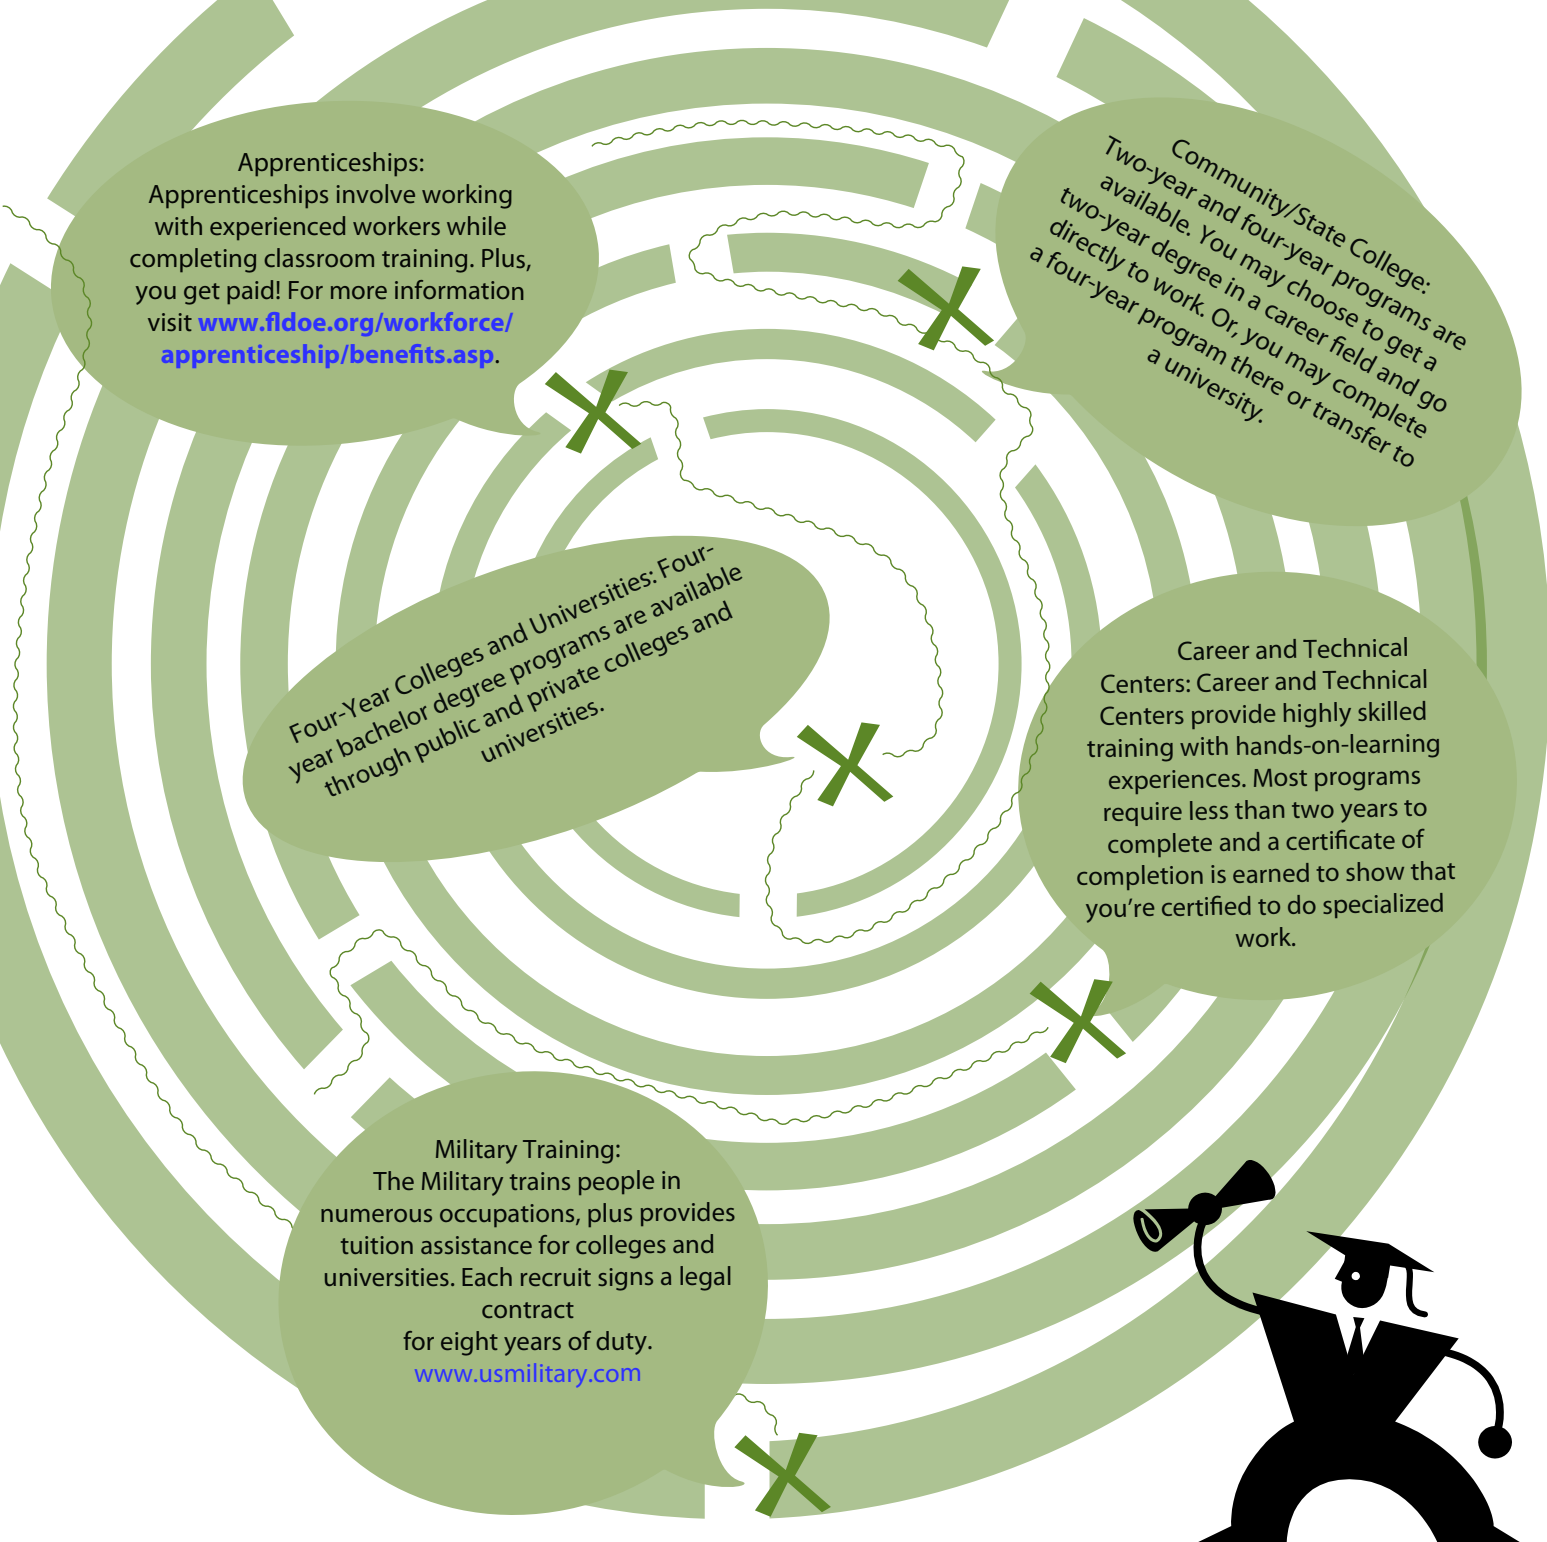 Apprenticeships:
Apprenticeships involve working
with experienced workers while
completing classroom training. Plus,
you get paid! For more information
visit www.fldoe.org/workforce/
apprenticeship/benefits.asp.
Community/State College:
Two-year and four-year programs are
available. You may choose to get a
two-year degree in a career field and go
directly to work. Or, you may complete
a four-year program there or transfer to
a university.
Four-Year Colleges and Universities: Four-
year bachelor degree programs are available
through public and private colleges and
universities.
Career and Technical
Centers: Career and Technical
Centers provide highly skilled
training with hands-on-learning
experiences. Most programs
require less than two years to
complete and a certificate of
completion is earned to show that
you're certified to do specialized
work.
Military Training:
The Military trains people in
numerous occupations, plus provides
tuition assistance for colleges and
universities. Each recruit signs a legal
contract
for eight years of duty.
www.usmilitary.com